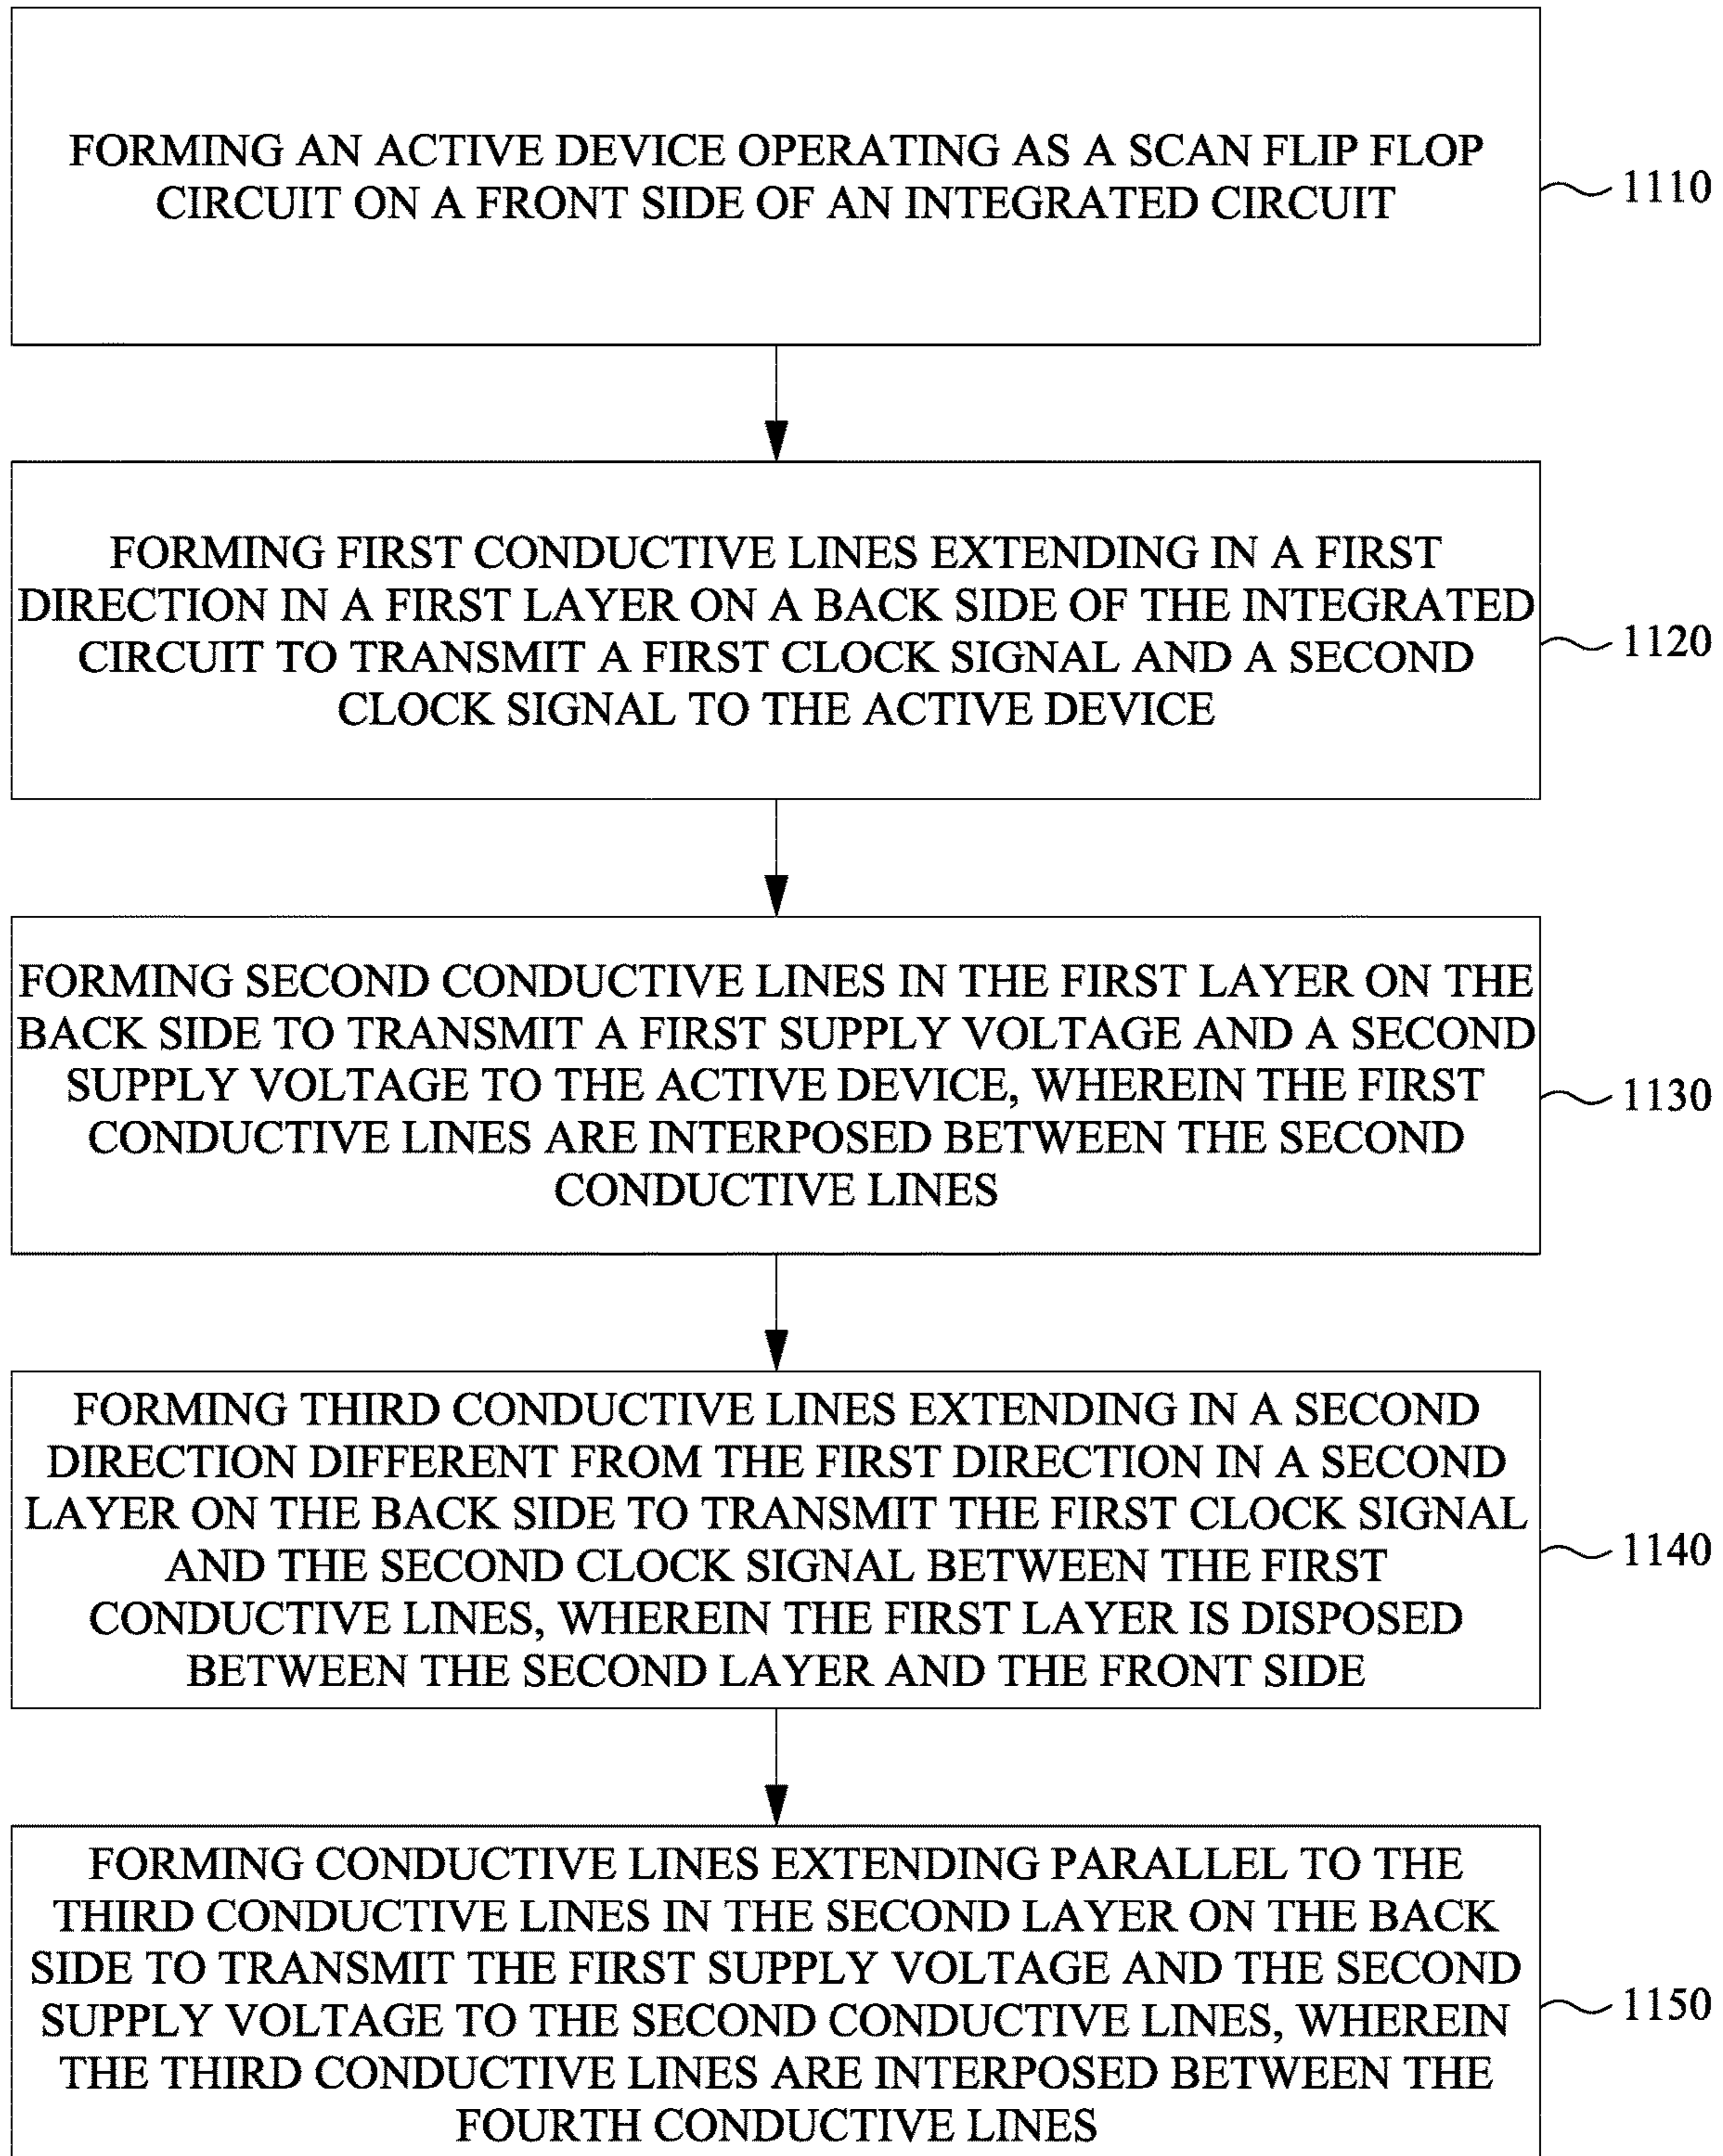 FORMING AN ACTIVE DEVICE OPERATING AS A SCAN FLIP FLOP
CIRCUIT ON A FRONT SIDE OF AN INTEGRATED CIRCUIT
1110
FORMING FIRST CONDUCTIVE LINES EXTENDING IN A FIRST
DIRECTION IN A FIRST LAYER ON A BACK SIDE OF THE INTEGRATED
CIRCUIT TO TRANSMIT A FIRST CLOCK SIGNAL AND A SECOND
CLOCK SIGNAL TO THE ACTIVE DEVICE
1120
FORMING SECOND CONDUCTIVE LINES IN THE FIRST LAYER ON THE
BACK SIDE TO TRANSMIT A FIRST SUPPLY VOLTAGE AND A SECOND
SUPPLY VOLTAGE TO THE ACTIVE DEVICE, WHEREIN THE FIRST
CONDUCTIVE LINES ARE INTERPOSED BETWEEN THE SECOND
CONDUCTIVE LINES
1130
FORMING THIRD CONDUCTIVE LINES EXTENDING IN A SECOND
DIRECTION DIFFERENT FROM THE FIRST DIRECTION IN A SECOND
LAYER ON THE BACK SIDE TO TRANSMIT THE FIRST CLOCK SIGNAL
AND THE SECOND CLOCK SIGNAL BETWEEN THE FIRST
CONDUCTIVE LINES, WHEREIN THE FIRST LAYER IS DISPOSED
BETWEEN THE SECOND LAYER AND THE FRONT SIDE
1140
FORMING CONDUCTIVE LINES EXTENDING PARALLEL TO THE
THIRD CONDUCTIVE LINES IN THE SECOND LAYER ON THE BACK
SIDE TO TRANSMIT THE FIRST SUPPLY VOLTAGE AND THE SECOND
SUPPLY VOLTAGE TO THE SECOND CONDUCTIVE LINES, WHEREIN
THE THIRD CONDUCTIVE LINES ARE INTERPOSED BETWEEN THE
FOURTH CONDUCTIVE LINES
1150